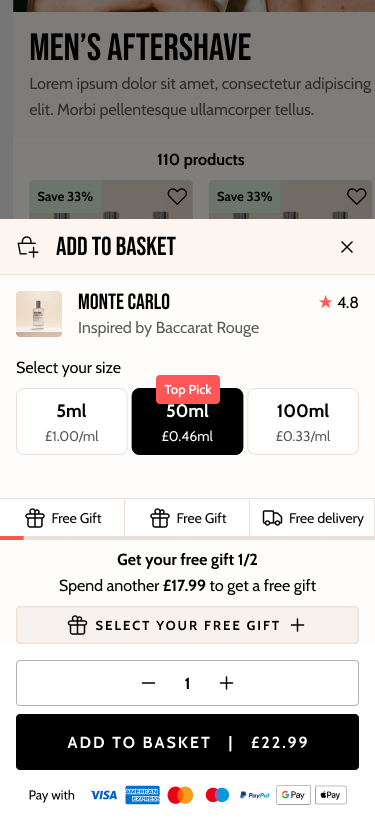 MEN'S AFTERSHAVE
Lorem ipsum dolor sit amet, consectetur adipiscing
elit. Morbi pellentesque ullamcorper tellus.
110 products
Save 33%
Save 33%
ADD TO BASKET
MONTE CARLO
4.8
Inspired by Baccarat Rouge
Select your size
Top Pick
5ml
50ml
100ml
£1.00/ml
£0.46ml
£0.33/ml
Free Gift
Free Gift
Free delivery
Get your free gift 1/2
Spend another £17.99 to get a free gift
SELECT YOUR FREE GIFT +
− 1 +
ADD TO BASKET | £22.99
Pay with
VISA
AMERICAN
EXPRESS
PayPal
G Pay
Pay